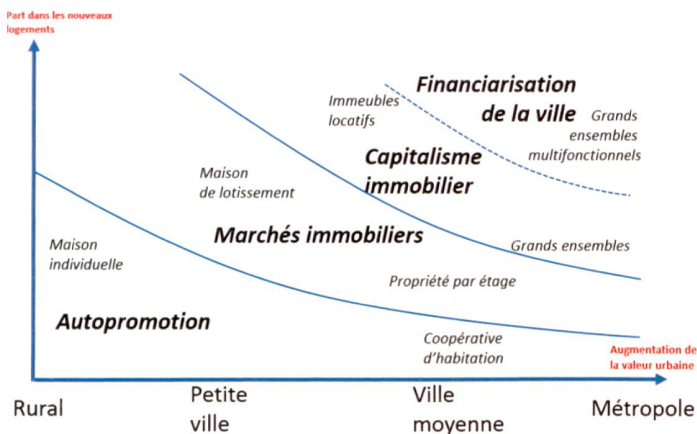 Part dans les nouveaux
logements
Financiarisation
de la ville
Immeubles
locatifs
Grands
ensembles
multifonctionnels
Capitalisme
immobilier
Maison
de lotissement
Marchés immobiliers
Grands ensembles
Maison
individuelle
Propriété par étage
Autopromotion
Coopérative
d'habitation
Augmentation de
la valeur urbaine
Rural
Petite
ville
Ville
moyenne
Métropole